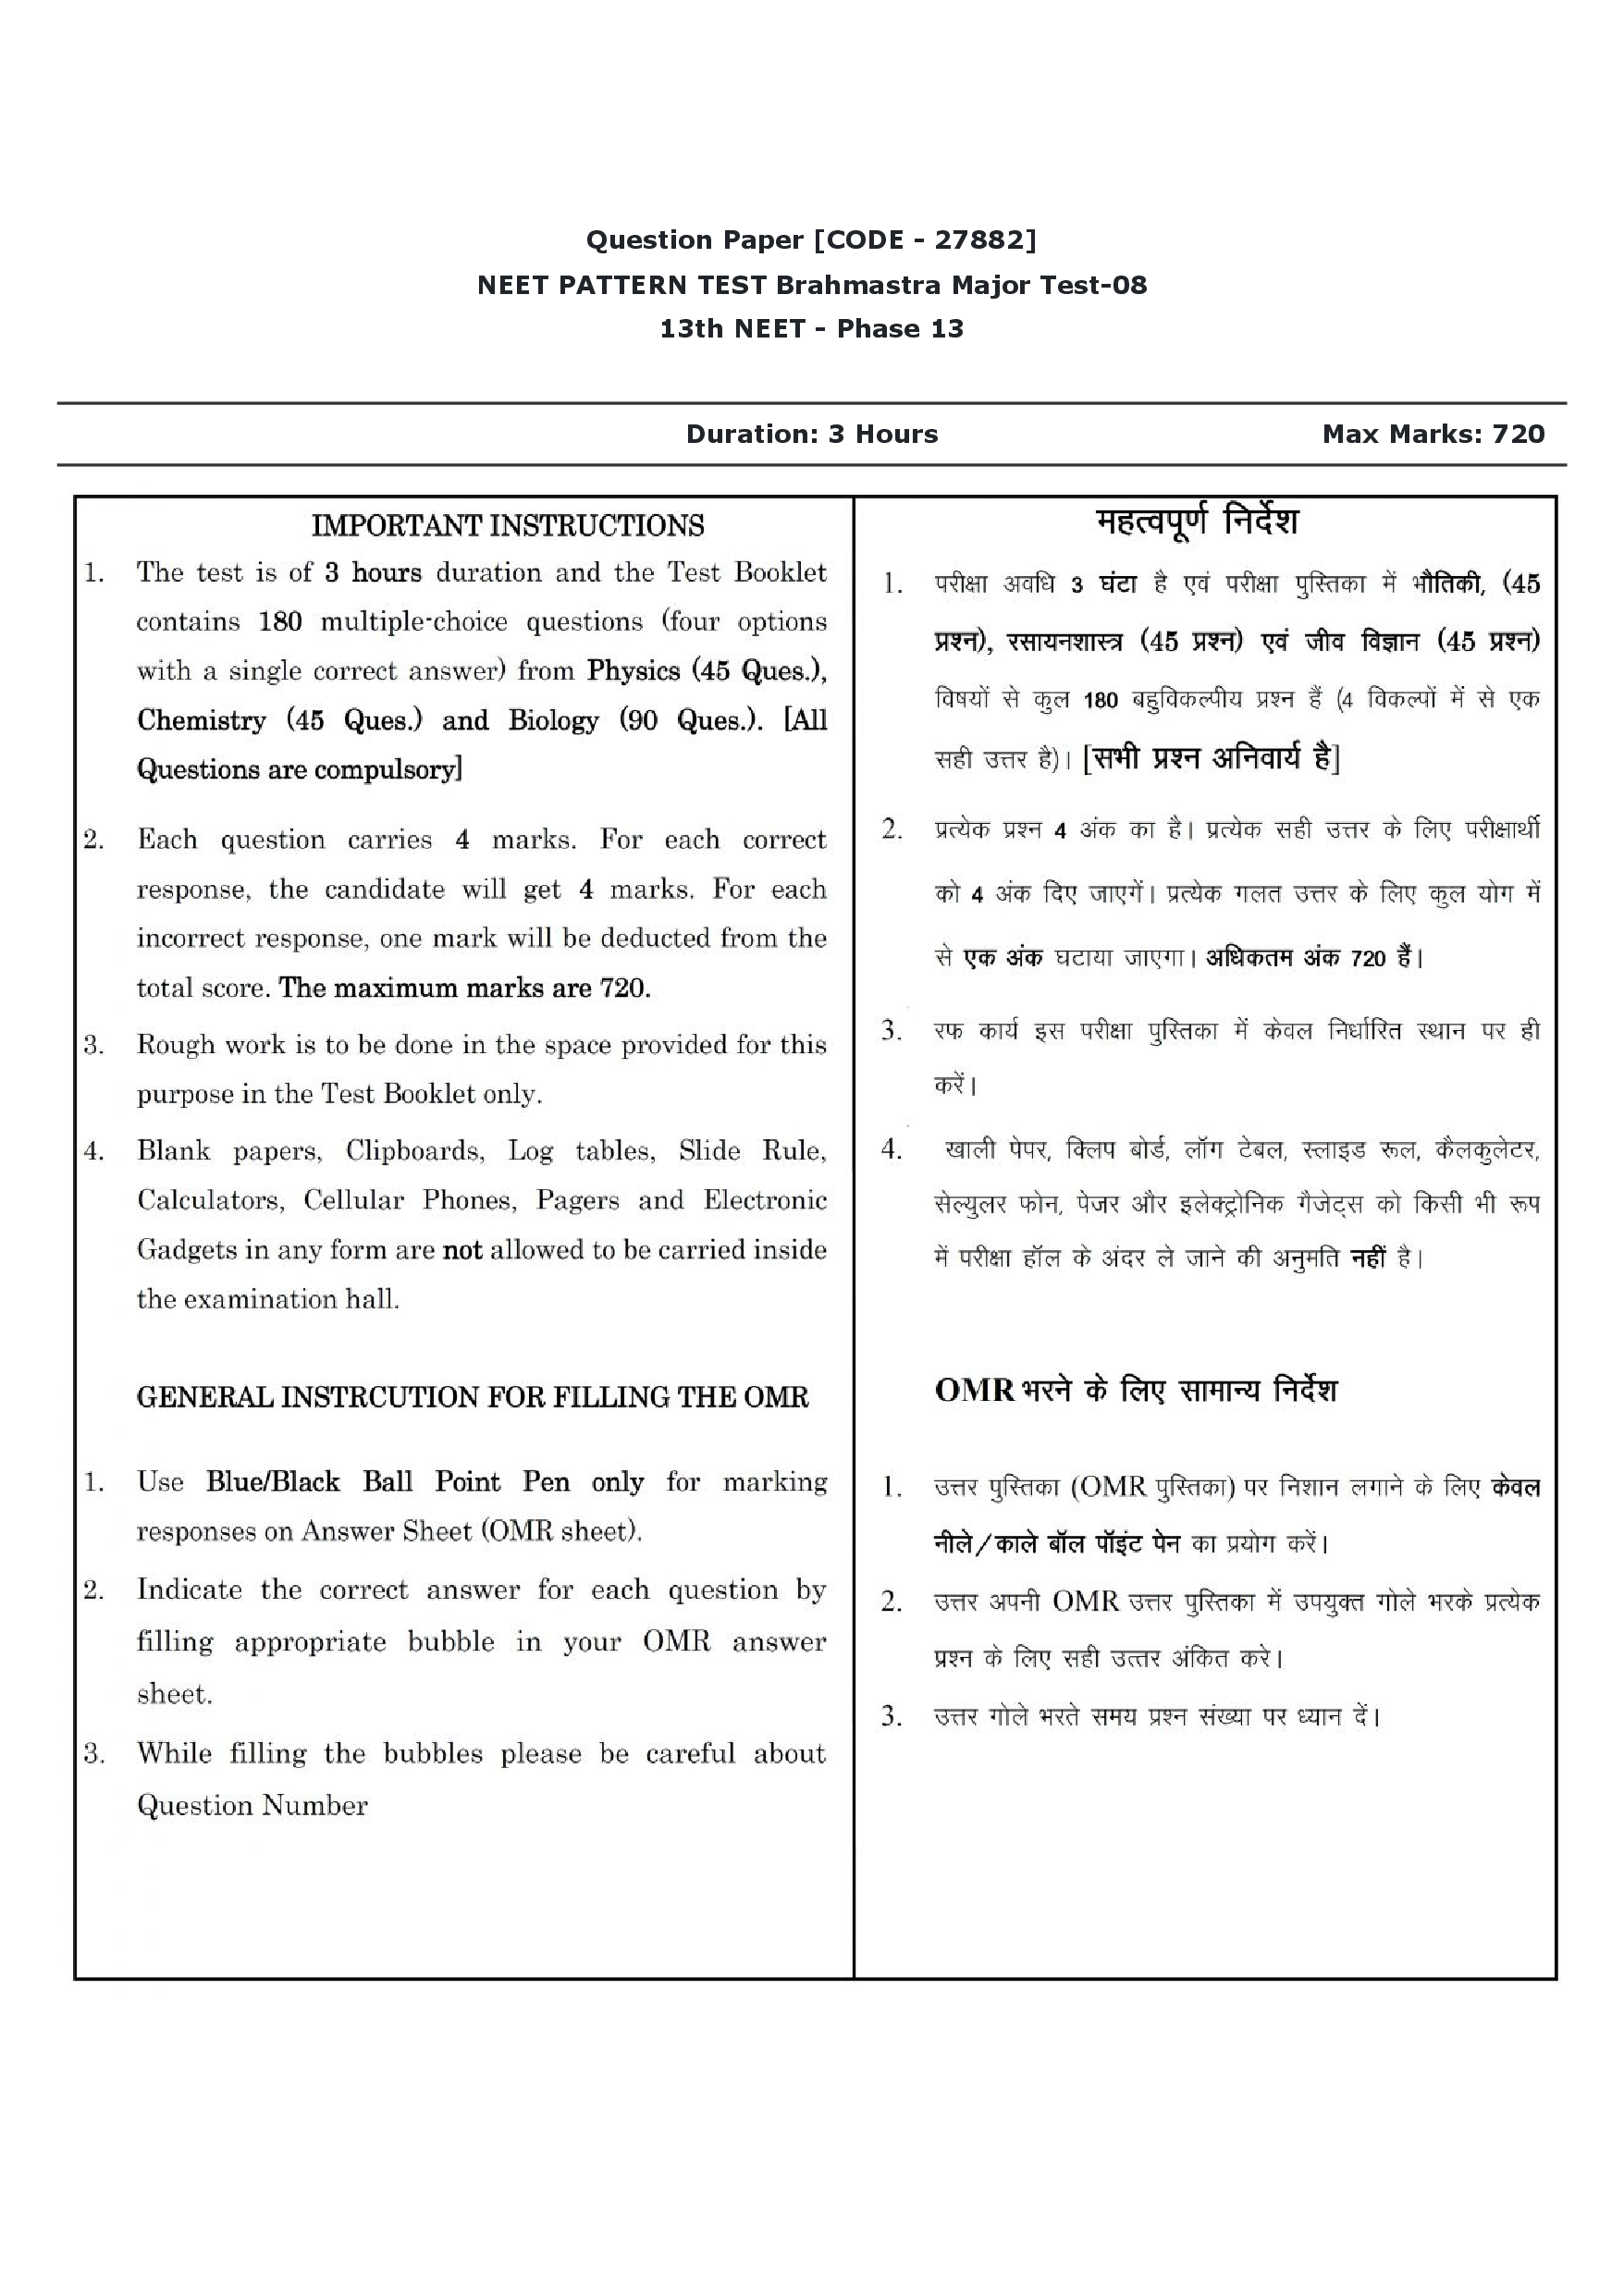 Question Paper [CODE - 27882]
NEET PATTERN TEST Brahmastra Major Test-08
13th NEET - Phase 13
Duration: 3 Hours
Max Marks: 720
IMPORTANT INSTRUCTIONS
1. The test is of 3 hours duration and the Test Booklet
contains 180 multiple-choice questions (four options
with a single correct answer) from Physics (45 Ques.),
Chemistry (45 Ques.) and Biology (90 Ques.). [All
Questions are compulsory]
2. Each question carries 4 marks. For each correct
response, the candidate will get 4 marks. For each
incorrect response, one mark will be deducted from the
total score. The maximum marks are 720.
3. Rough work is to be done in the space provided for this
purpose in the Test Booklet only.
4. Blank papers, Clipboards, Log tables, Slide Rule,
Calculators, Cellular Phones, Pagers and Electronic
Gadgets in any form are not allowed to be carried inside
the examination hall.
GENERAL INSTRCUTION FOR FILLING THE OMR
1. Use Blue/Black Ball Point Pen only for marking
responses on Answer Sheet (OMR sheet).
2. Indicate the correct answer for each question by
filling appropriate bubble in your OMR answer
sheet.
3. While filling the bubbles please be careful about
Question Number
महत्वपूर्ण निर्देश
1. परीक्षा अवधि 3 घंटा है एवं परीक्षा पुस्तिका में भौतिकी, (45
प्रश्न), रसायनशास्त्र (45 प्रश्न) एवं जीव विज्ञान (45 प्रश्न)
विषयों से कुल 180 बहुविकल्पीय प्रश्न हैं (4 विकल्पों में से एक
सही उत्तर है)। [सभी प्रश्न अनिवार्य है]
2. प्रत्येक प्रश्न 4 अंक का है। प्रत्येक सही उत्तर के लिए परीक्षार्थी
को 4 अंक दिए जाएगें। प्रत्येक गलत उत्तर के लिए कुल योग में
से एक अंक घटाया जाएगा। अधिकतम अंक 720 हैं।
3. रफ कार्य इस परीक्षा पुस्तिका में केवल निर्धारित स्थान पर ही
करें।
4. खाली पेपर, क्लिप बोर्ड, लॉग टेबल, स्लाइड रूल, कैलकुलेटर,
सेल्युलर फोन, पेजर और इलेक्ट्रोनिक गैजेट्स को किसी भी रूप
में परीक्षा हॉल के अंदर ले जाने की अनुमति नहीं है।
OMR भरने के लिए सामान्य निर्देश
1. उत्तर पुस्तिका (OMR पुस्तिका) पर निशान लगाने के लिए केवल
नीले/काले बॉल पॉइंट पेन का प्रयोग करें।
2. उत्तर अपनी OMR उत्तर पुस्तिका में उपयुक्त गोले भरके प्रत्येक
प्रश्न के लिए सही उत्तर अंकित करे।
3. उत्तर गोले भरते समय प्रश्न संख्या पर ध्यान दें।